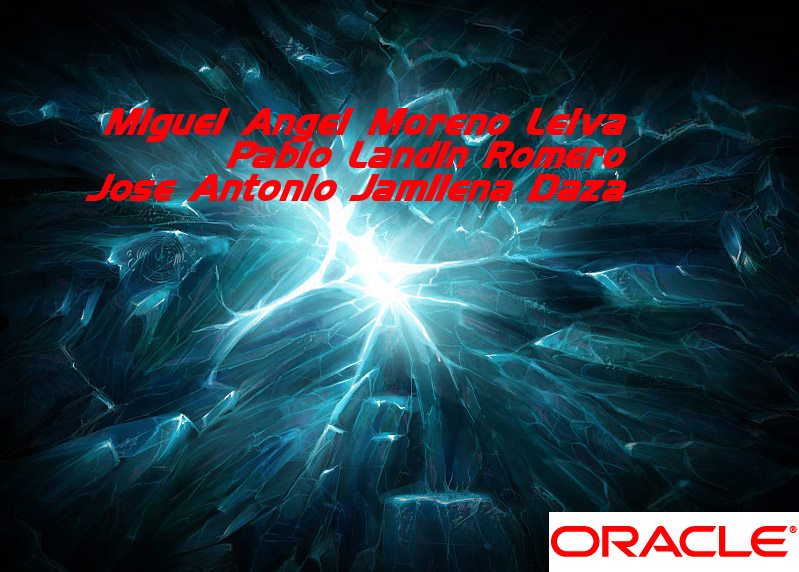 Miguel Angel Moreno Leiva
Pablo Landin Romero
Jose Antonio Jamilena Daza
ORACLE®